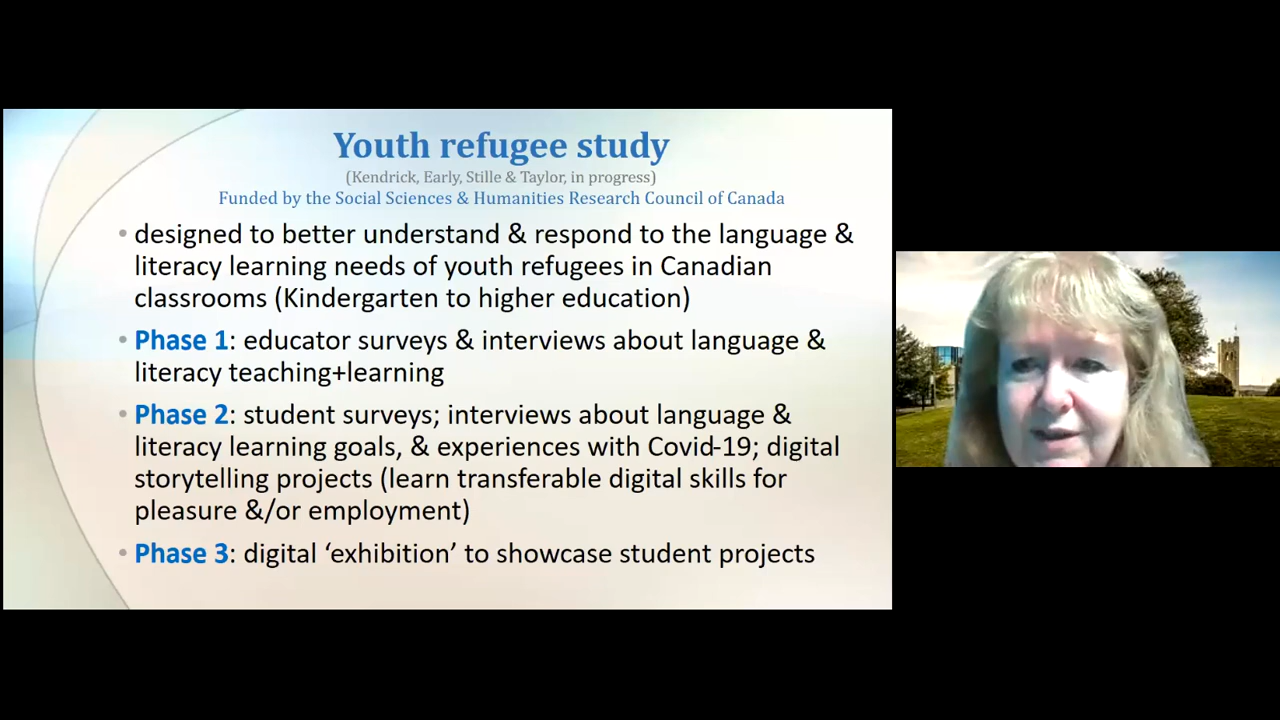 Youth refugee study
(Kendrick, Early, Stille & Taylor, in progress)
Funded by the Social Sciences & Humanities Research Council of Canada
• designed to better understand & respond to the language &
literacy learning needs of youth refugees in Canadian
classrooms (Kindergarten to higher education)
• Phase 1: educator surveys & interviews about language &
literacy teaching+learning
• Phase 2: student surveys; interviews about language &
literacy learning goals, & experiences with Covid-19; digital
storytelling projects (learn transferable digital skills for
pleasure &/or employment)
• Phase 3: digital ‘exhibition’ to showcase student projects